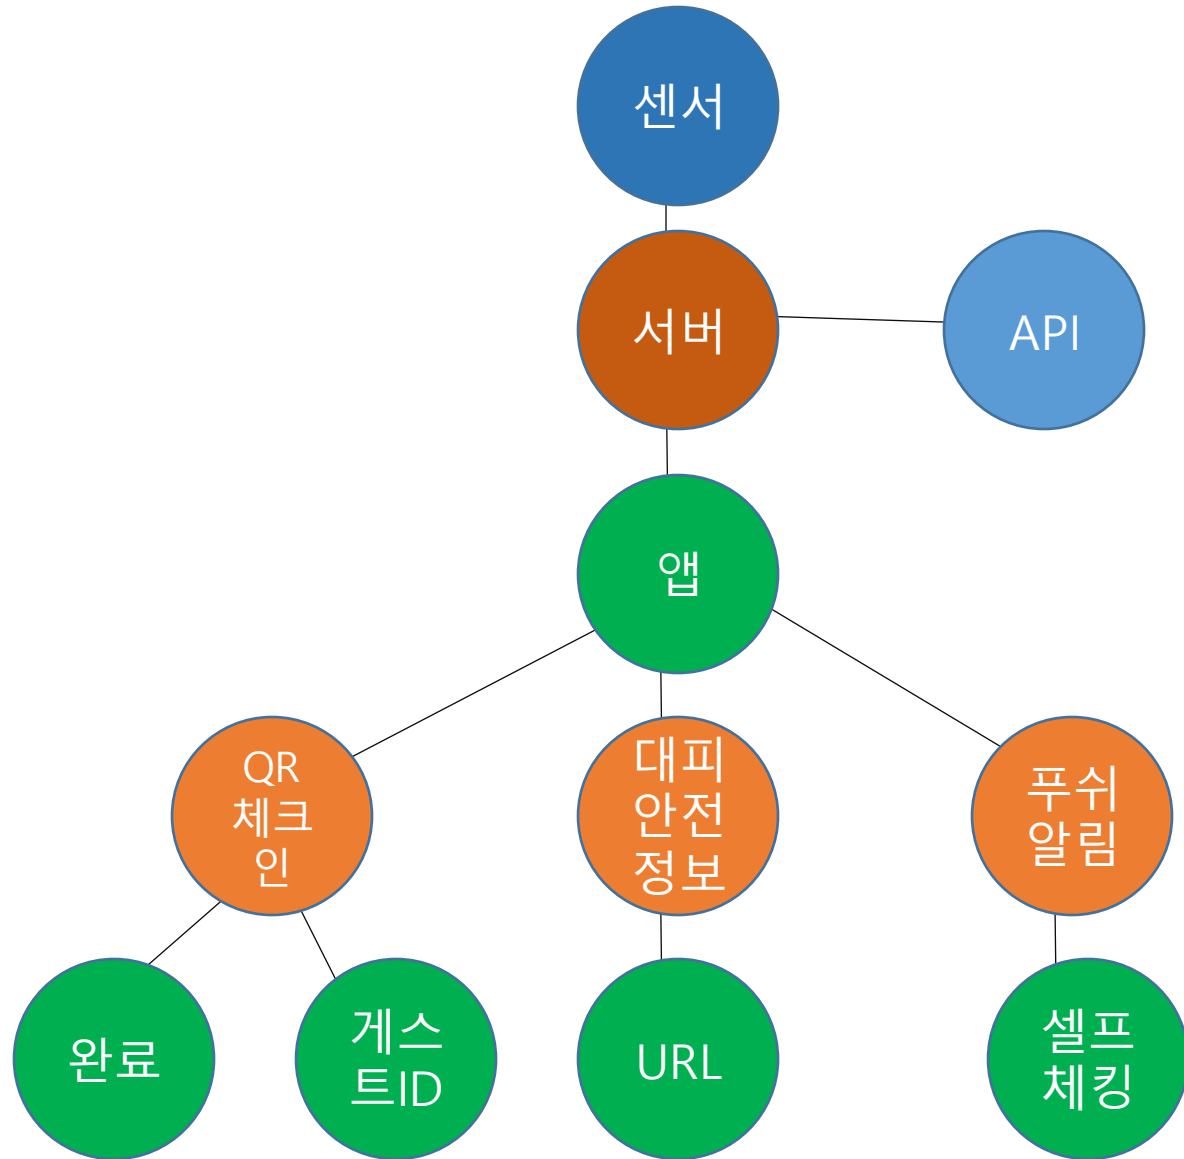 센서
서버
API
앱
QR
체크
인
대피
안전
정보
푸쉬
알림
완료
게스
트ID
URL
셀프
체킹